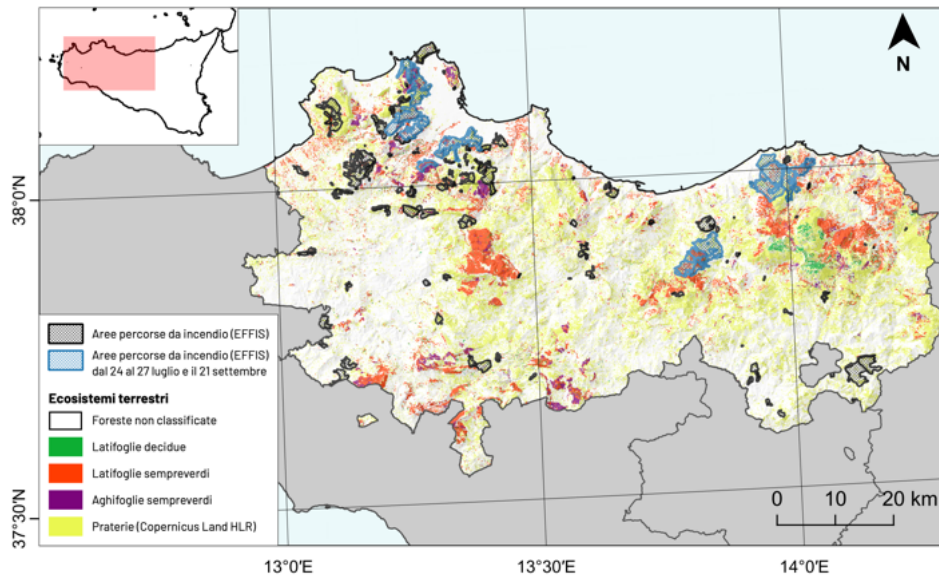 N
38°0'N
37°30'N
Aree percorse da incendio (EFFIS)
Aree percorse da incendio (EFFIS)
dal 24 al 27 luglio e il 21 settembre
Ecosistemi terrestri
Foreste non classificate
Latifoglie decidue
Latifoglie sempreverdi
Aghifoglie sempreverdi
Praterie (Copernicus Land HLR)
0 10 20 km
13°0'E 13°30'E 14°0'E